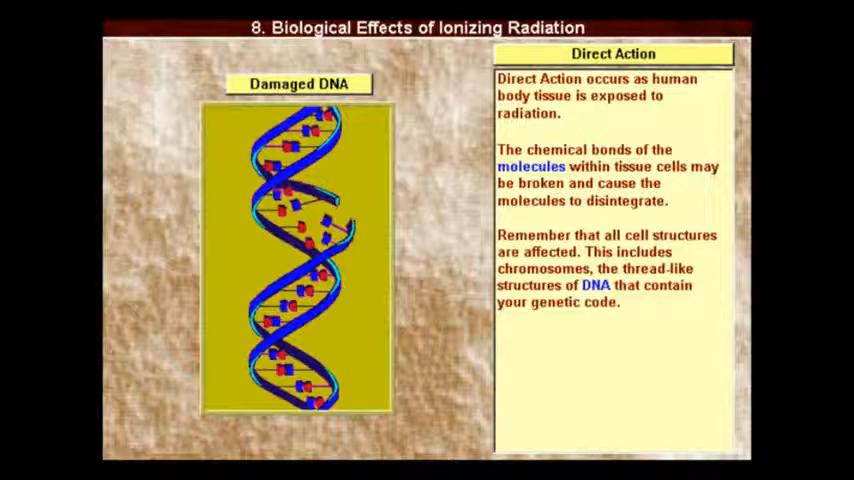 8. Biological Effects of Ionizing Radiation
Damaged DNA
Direct Action
Direct Action occurs as human
body tissue is exposed to
radiation.
The chemical bonds of the
molecules within tissue cells may
be broken and cause the
molecules to disintegrate.
Remember that all cell structures
are affected. This includes
chromosomes, the thread-like
structures of DNA that contain
your genetic code.